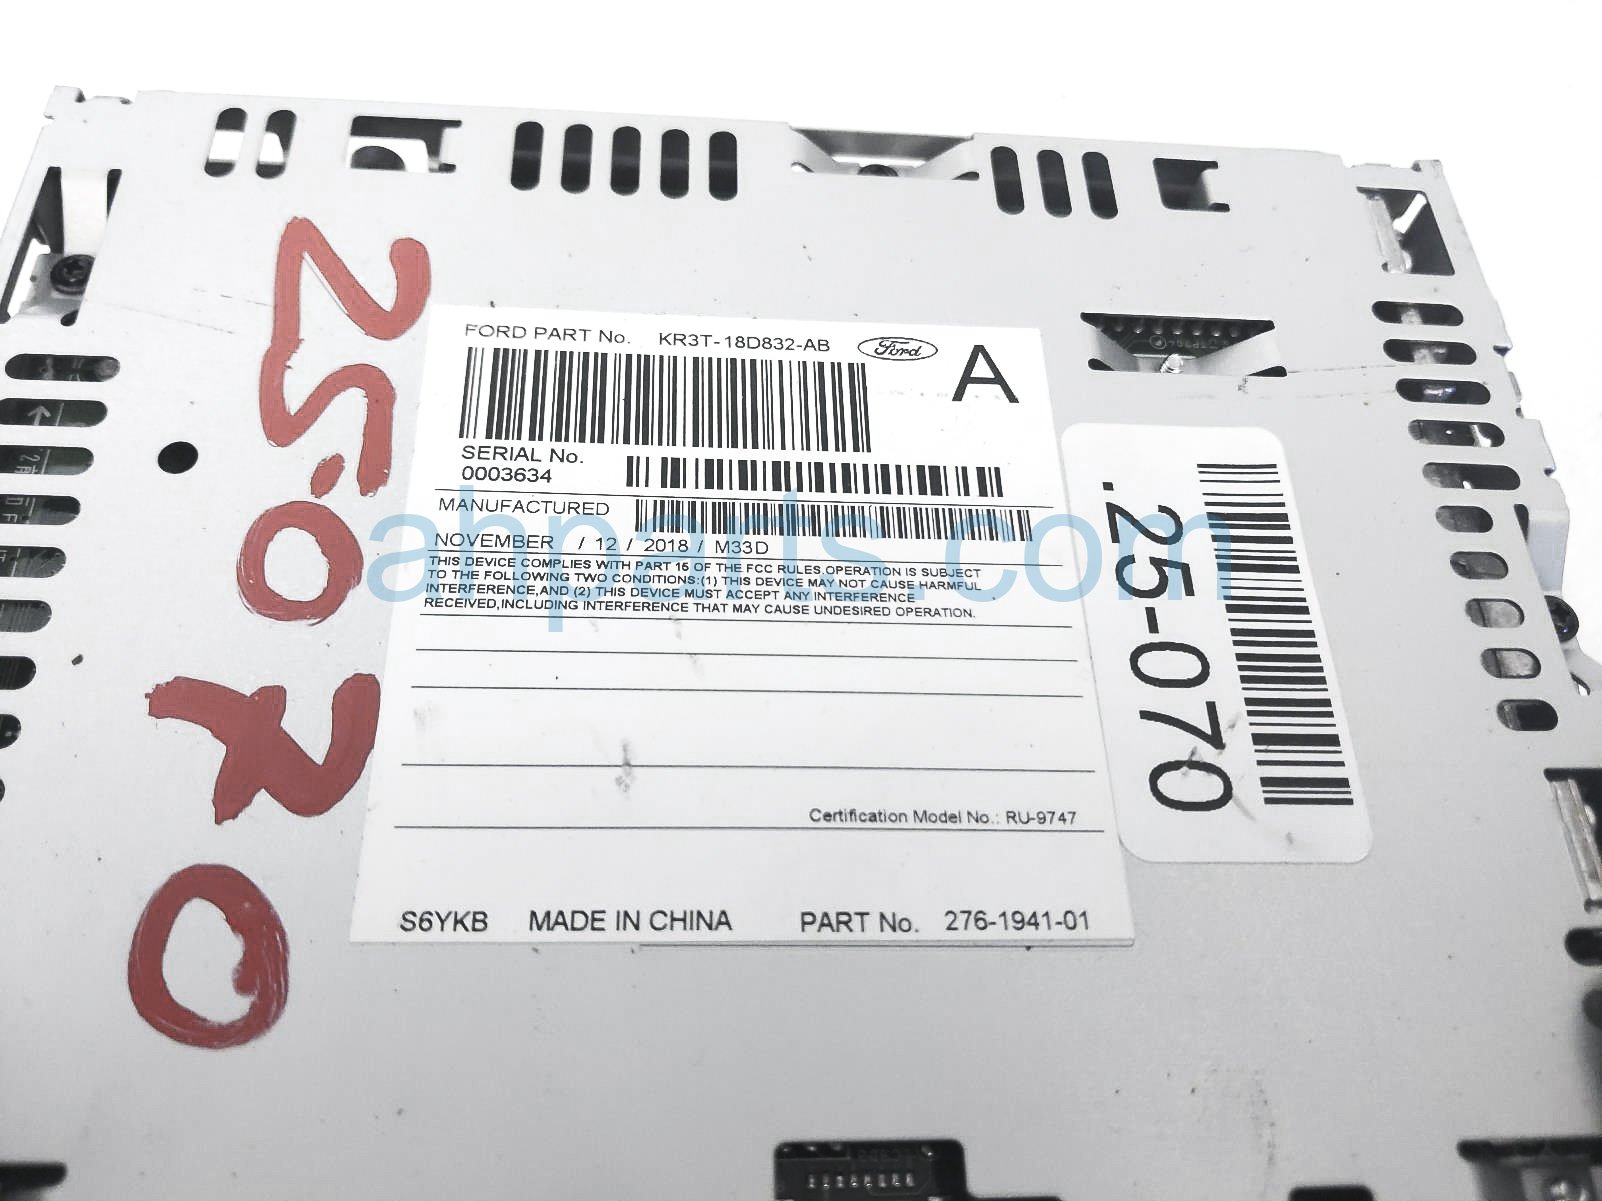 FORD PART No. KR3T-18D832-AB Ford A
SERIAL No.
0003634
MANUFACTURED
NOVEMBER / 12 / 2018 / M33D
THIS DEVICE COMPLIES WITH PART 15 OF THE FCC RULES.OPERATION IS SUBJECT
TO THE FOLLOWING TWO CONDITIONS:(1) THIS DEVICE MAY NOT CAUSE HARMFUL
INTERFERENCE,AND (2) THIS DEVICE MUST ACCEPT ANY INTERFERENCE
RECEIVED,INCLUDING INTERFERENCE THAT MAY CAUSE UNDESIRED OPERATION.
Certification Model No.: RU-9747
S6YKB MADE IN CHINA PART No. 276-1941-01
.25-070
25-070
ahparts.com